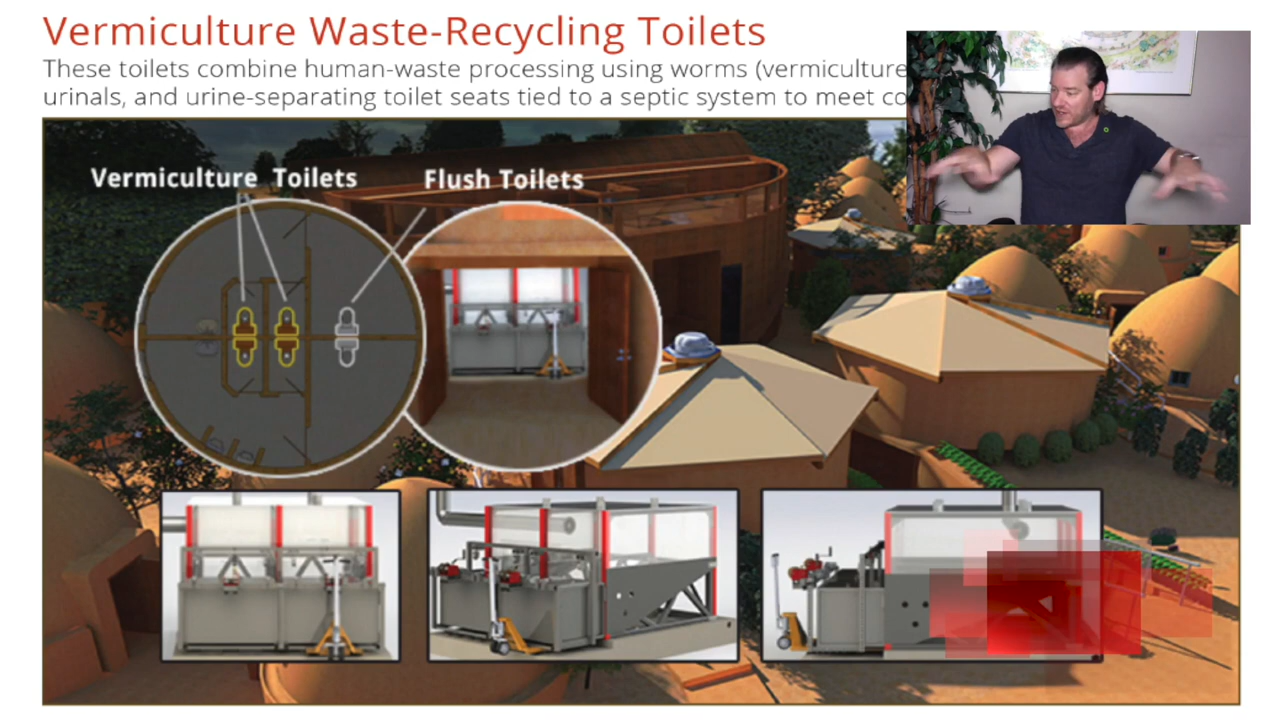 Vermiculture Waste-Recycling Toilets
These toilets combine human-waste processing using worms (vermiculture
urinals, and urine-separating toilet seats tied to a septic system to meet co
Vermiculture Toilets
Flush Toilets